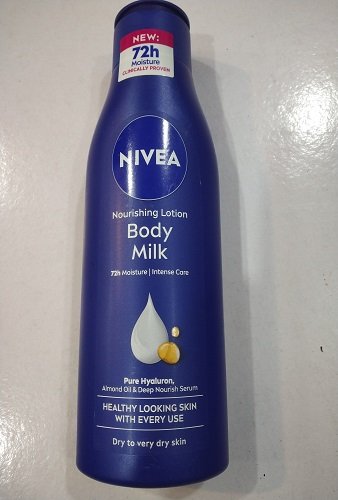 NEW:
72h
Moisture
CLINICALLY PROVEN
NIVEA
Nourishing Lotion
Body
Milk
72h Moisture | Intense Care
Pure Hyaluron,
Almond Oil & Deep Nourish Serum
HEALTHY LOOKING SKIN
WITH EVERY USE
Dry to very dry skin